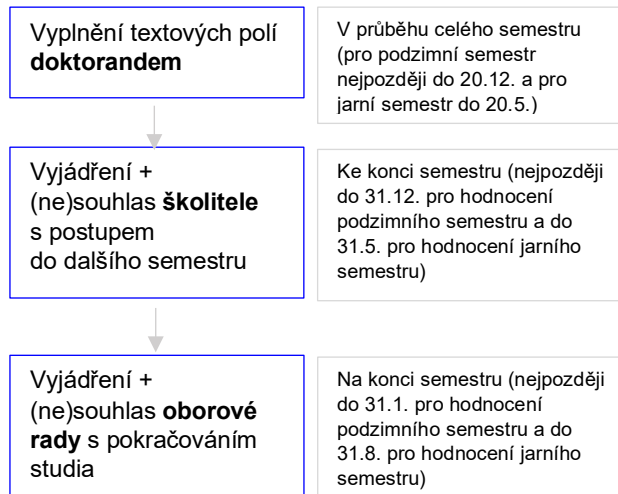 Vyplnění textových polí
doktorandem
V průběhu celého semestru
(pro podzimní semestr
nejpozději do 20.12. a pro
jarní semestr do 20.5.)
Vyjádření +
(ne)souhlas školitele
s postupem
do dalšího semestru
Ke konci semestru (nejpozději
do 31.12. pro hodnocení
podzimního semestru a do
31.5. pro hodnocení jarního
semestru)
Vyjádření +
(ne)souhlas oborové
rady s pokračováním
studia
Na konci semestru (nejpozději
do 31.1. pro hodnocení
podzimního semestru a do
31.8. pro hodnocení jarního
semestru)